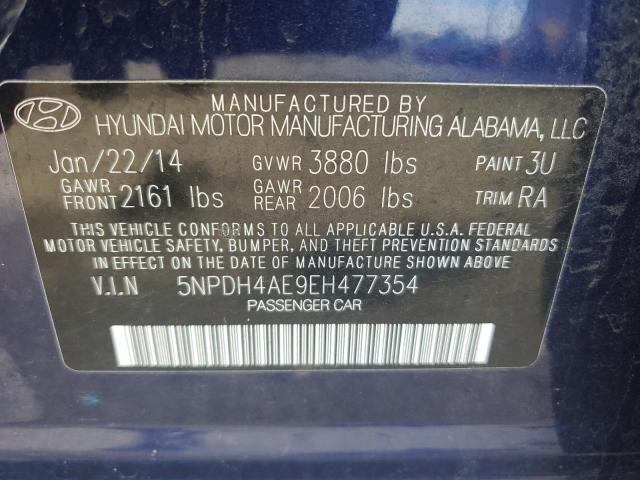 MANUFACTURED BY
HYUNDAI MOTOR MANUFACTURING ALABAMA, LLC
Jan/22/14 GVWR 3880 lbs PAINT 3U
GAWR FRONT 2161 lbs GAWR REAR 2006 lbs TRIM RA
THIS VEHICLE CONFORMS TO ALL APPLICABLE U.S.A. FEDERAL
MOTOR VEHICLE SAFETY, BUMPER, AND THEFT PREVENTION STANDARDS
IN EFFECT ON THE DATE OF MANUFACTURE SHOWN ABOVE.
V.I.N 5NPDH4AE9EH477354
PASSENGER CAR